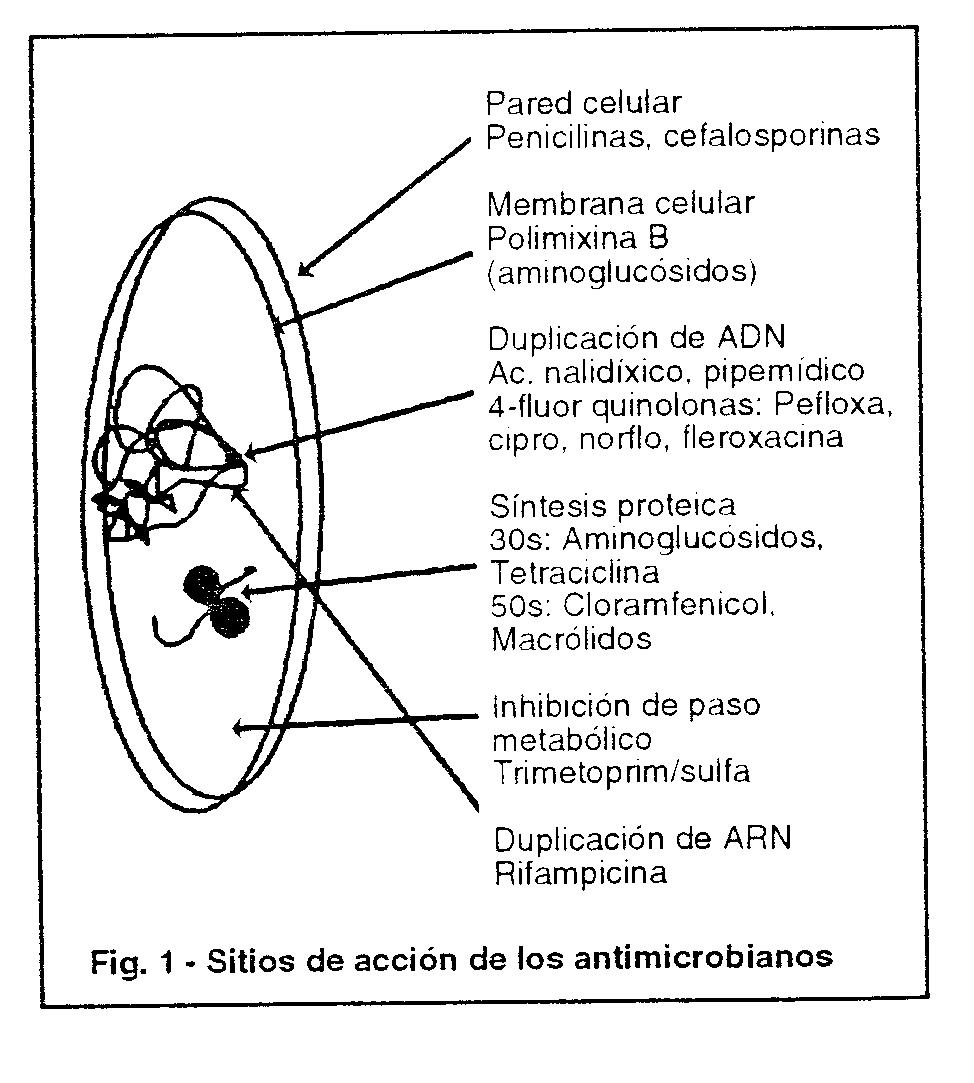 Pared celular
Penicilinas, cefalosporinas
Membrana celular
Polimixina B
(aminoglucósidos)
Duplicación de ADN
Ac. nalidíxico, pipemídico
4-fluor quinolonas: Pefloxa,
cipro, norflo, fleroxacina
Síntesis proteica
30s: Aminoglucósidos,
Tetraciclina
50s: Cloramfenicol,
Macrólidos
Inhibición de paso
metabólico
Trimetoprim/sulfa
Duplicación de ARN
Rifampicina
Fig. 1 - Sitios de acción de los antimicrobianos